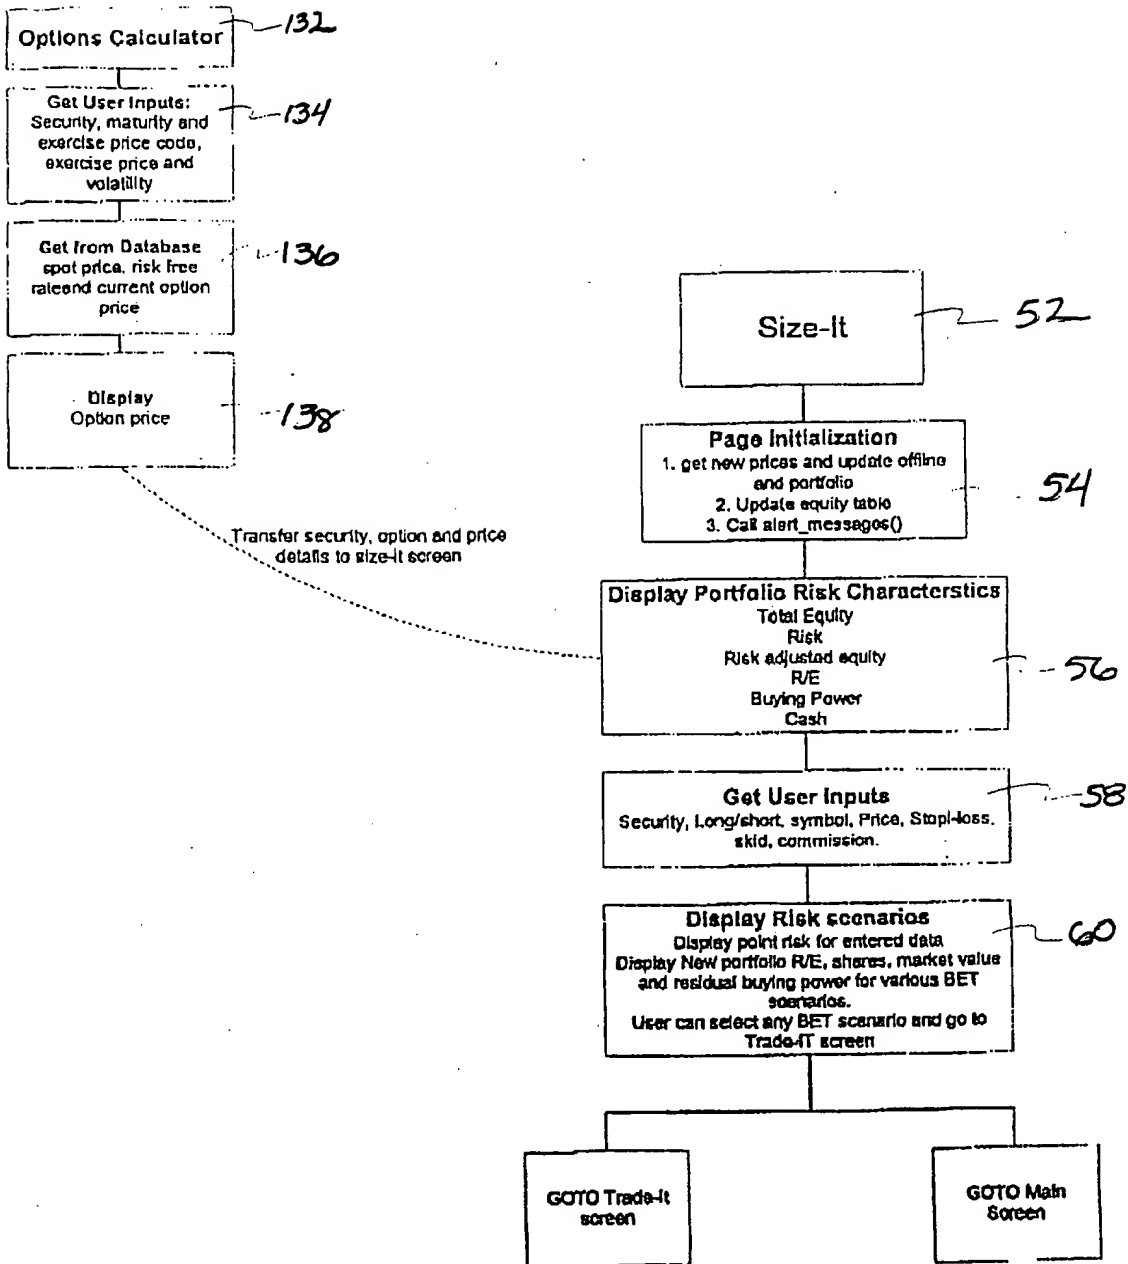 Options Calculator
132
Get User Inputs:
Security, maturity and
exercise price code,
exercise price and
volatility
134
Get from Database
spot price, risk free
rateand current option
price
136
Display
Option price
138
Transfer security, option and price
details to size-it screen
Size-It
52
Page Initialization
1. get new prices and update offline
and portfolio
2. Update equity table
3. Call alert_messages()
54
Display Portfolio Risk Characterstics
Total Equity
Risk
Risk adjusted equity
R/E
Buying Power
Cash
56
Get User Inputs
Security, Long/short, symbol, Price, Stopl-loss,
skid, commission.
58
Display Risk scenarios
Display point risk for entered data
Display New portfolio R/E, shares, market value
and residual buying power for various BET
scenarios.
User can select any BET scenario and go to
Trade-IT screen
60
GOTO Trade-It
screen
GOTO Main
Screen